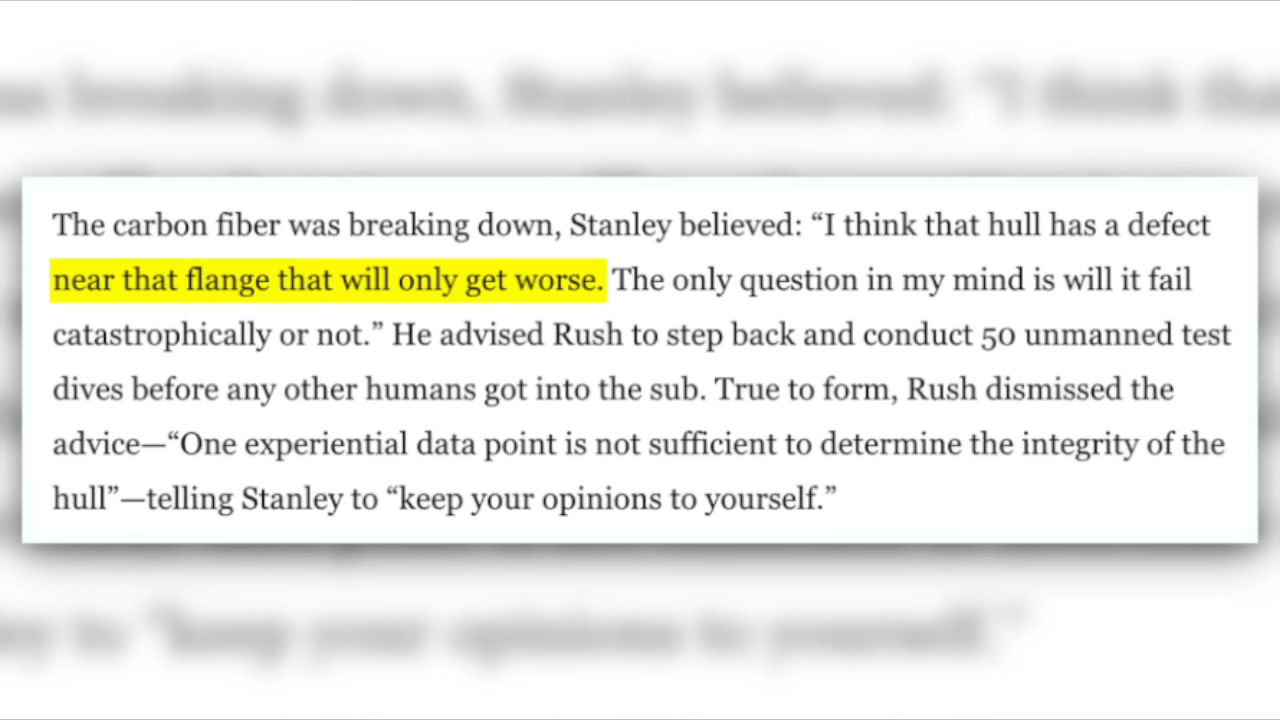 The carbon fiber was breaking down, Stanley believed: “I think that hull has a defect
near that flange that will only get worse. The only question in my mind is will it fail
catastrophically or not.” He advised Rush to step back and conduct 50 unmanned test
dives before any other humans got into the sub. True to form, Rush dismissed the
advice—“One experiential data point is not sufficient to determine the integrity of the
hull”—telling Stanley to “keep your opinions to yourself.”